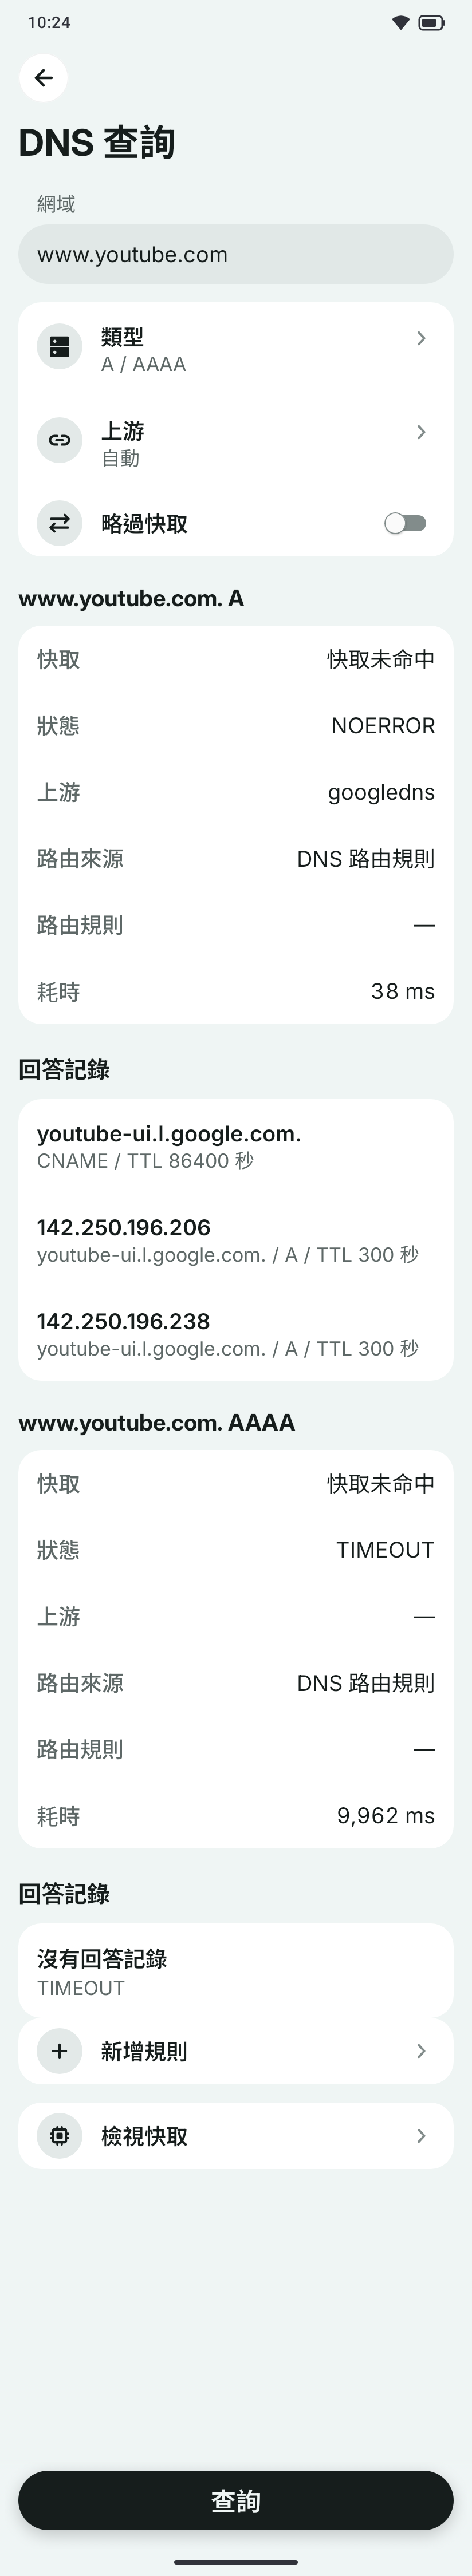 10:24
DNS 查詢
網域
www.youtube.com
類型
A / AAAA
上游
自動
略過快取
www.youtube.com. A
快取 快取未命中
狀態 NOERROR
上游 googledns
路由來源 DNS 路由規則
路由規則 —
耗時 38 ms
回答記錄
youtube-ui.l.google.com.
CNAME / TTL 86400 秒
142.250.196.206
youtube-ui.l.google.com. / A / TTL 300 秒
142.250.196.238
youtube-ui.l.google.com. / A / TTL 300 秒
www.youtube.com. AAAA
快取 快取未命中
狀態 TIMEOUT
上游 —
路由來源 DNS 路由規則
路由規則 —
耗時 9,962 ms
回答記錄
沒有回答記錄
TIMEOUT
新增規則
檢視快取
查詢